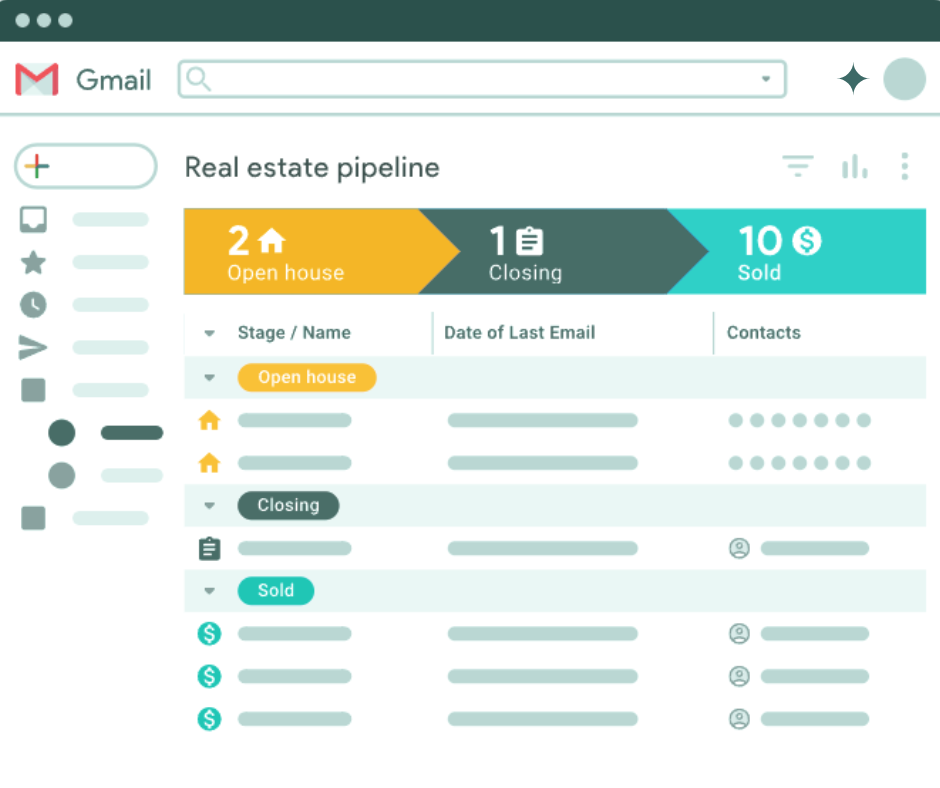 Gmail
Real estate pipeline
2
Open house
1
Closing
10
Sold
Stage / Name
Date of Last Email
Contacts
Open house
Closing
Sold